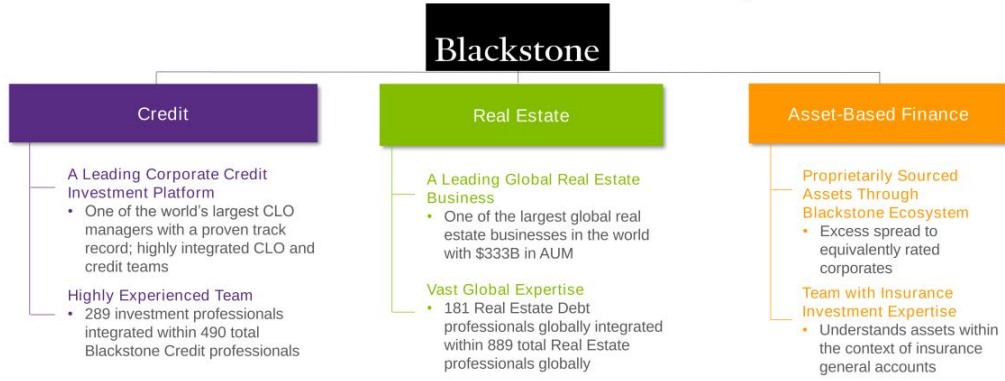 Blackstone
Credit
A Leading Corporate Credit
Investment Platform
• One of the world's largest CLO
managers with a proven track
record; highly integrated CLO and
credit teams
Highly Experienced Team
• 289 investment professionals
integrated within 490 total
Blackstone Credit professionals
Real Estate
A Leading Global Real Estate
Business
• One of the largest global real
estate businesses in the world
with $333B in AUM
Vast Global Expertise
• 181 Real Estate Debt
professionals globally integrated
within 889 total Real Estate
professionals globally
Asset-Based Finance
Proprietarily Sourced
Assets Through
Blackstone Ecosystem
• Excess spread to
equivalently rated
corporates
Team with Insurance
Investment Expertise
• Understands assets within
the context of insurance
general accounts